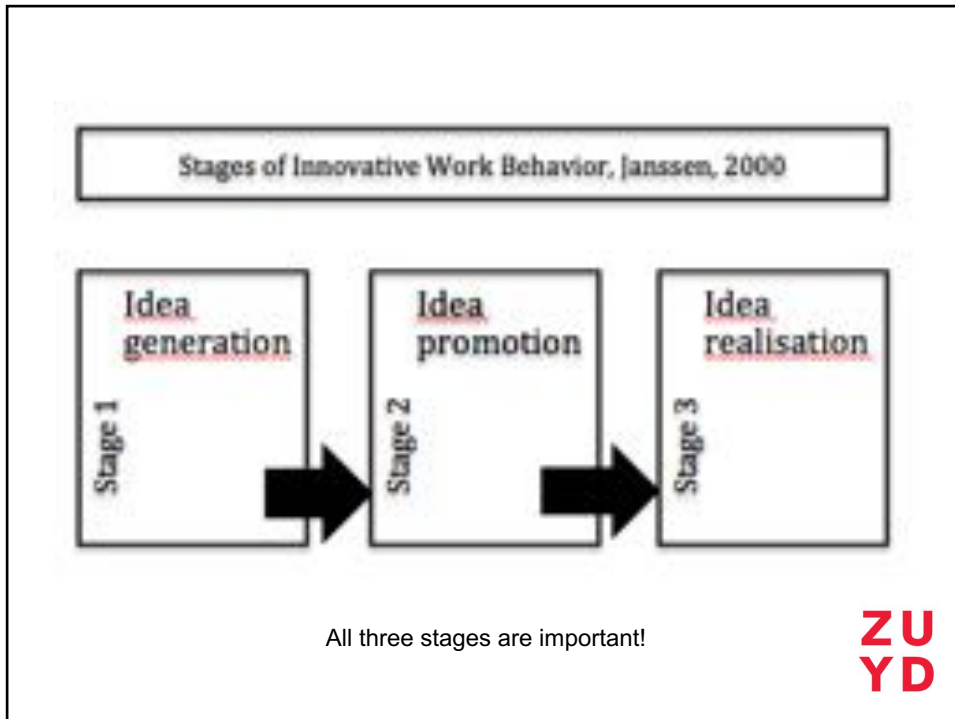 Stages of Innovative Work Behavior, Janssen, 2000
Idea
generation
Stage 1
Idea
promotion
Stage 2
Idea
realisation
Stage 3
All three stages are important!
ZU
YD